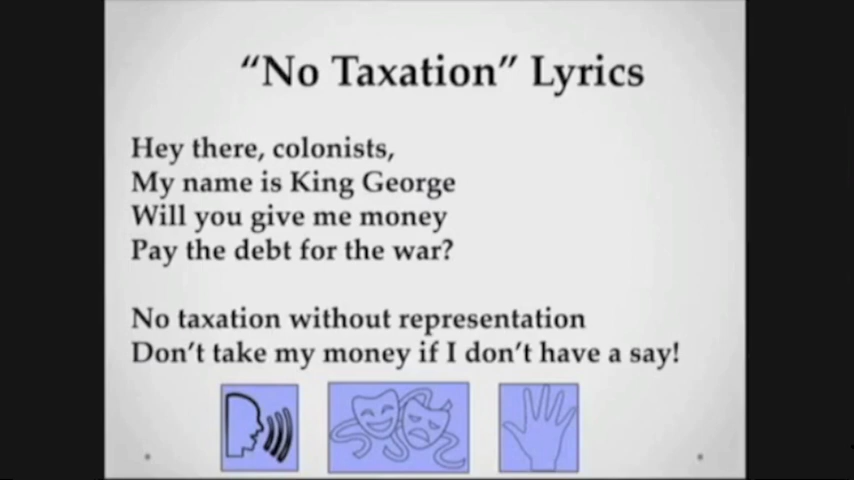 “No Taxation” Lyrics
Hey there, colonists,
My name is King George
Will you give me money
Pay the debt for the war?
No taxation without representation
Don’t take my money if I don’t have a say!